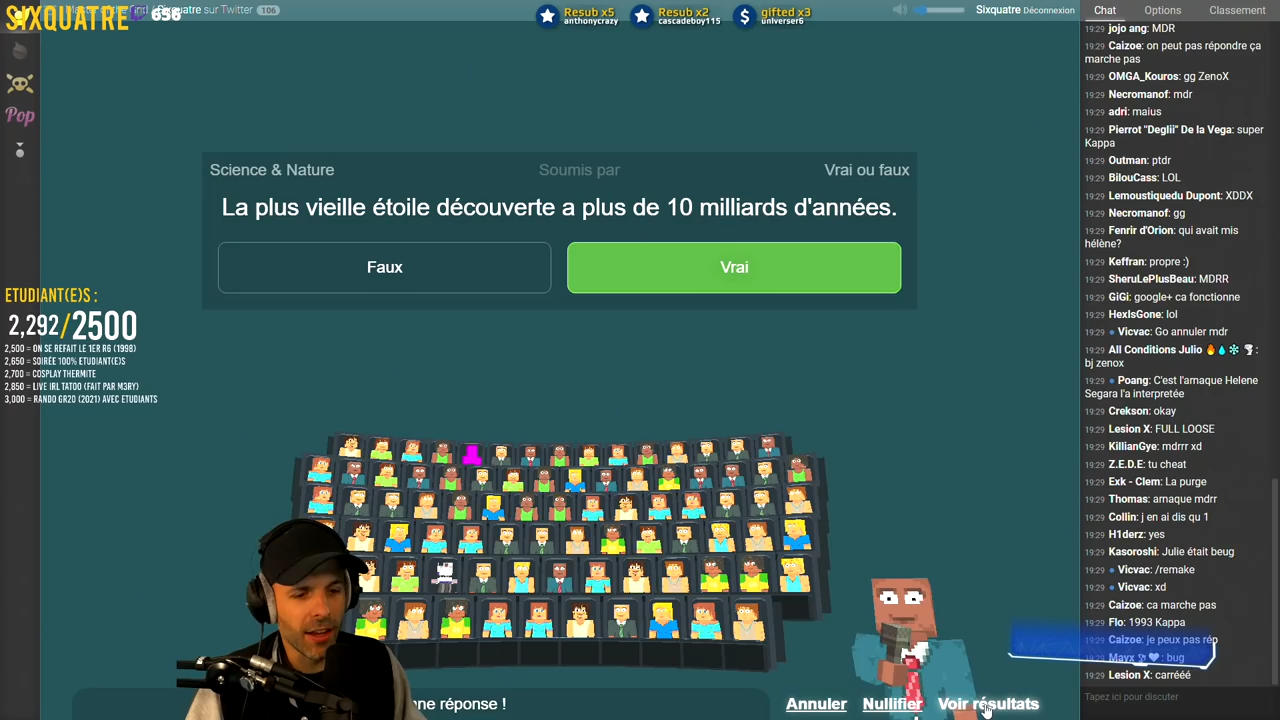 SIXQUATRE
656
Sixquatre sur Twitter 106
Resub x5
anthonycrazy
Resub x2
cascadeboy115
gifted x3
universer6
Sixquatre Déconnexion
Chat Options Classement
Pop
Science & Nature Soumis par Vrai ou faux
La plus vieille étoile découverte a plus de 10 milliards d'années.
Faux Vrai
ETUDIANT(E)S :
2,292/2500
2,500 = ON SE REFAIT LE 1ER R6 (1998)
2,650 = SOIRÉE 100% ETUDIANT(E)S
2,700 = COSPLAY THERMITE
2,850 = LIVE IRL TATOO (FAIT PAR M3RY)
3,000 = RANDO GR20 (2021) AVEC ETUDIANTS
ne réponse !
Annuler Nullifier Voir résultats
19:29 jojo ang: MDR
19:29 Caizoe: on peut pas répondre ça
marche pas
19:29 OMGA_Kouros: gg ZenoX
19:29 Necromanof: mdr
19:29 adri: maius
19:29 Pierrot "Deglii" De la Vega: super
Kappa
19:29 Outman: ptdr
19:29 BilouCass: LOL
19:29 Lemoustiquedu Dupont: XDDX
19:29 Necromanof: gg
19:29 Fenrir d'Orion: qui avait mis
hélène?
19:29 Keffran: propre :)
19:29 SheruLePlusBeau: MDRR
19:29 GiGi: google+ ca fonctionne
19:29 HexIsGone: lol
19:29 Vicvac: Go annuler mdr
19:29 All Conditions Julio 🔥💧❄🌪:
bj zenox
19:29 Poang: C'est l'arnaque Helene
Segara l'a interpretée
19:29 Crekson: okay
19:29 Lesion X: FULL LOOSE
19:29 KillianGye: mdrrr xd
19:29 Z.E.D.E: tu cheat
19:29 Exk - Clem: La purge
19:29 Thomas: arnaque mdrr
19:29 Collin: j en ai dis qu 1
19:29 H1derz: yes
19:29 Kasoroshi: Julie était beug
19:29 Vicvac: /remake
19:29 Vicvac: xd
19:29 Caizoe: ca marche pas
19:29 Flo: 1993 Kappa
19:29 Caizoe: je peux pas rép
19:29 Mayx: bug
19:29 Lesion X: carrééé
Tapez ici pour discuter